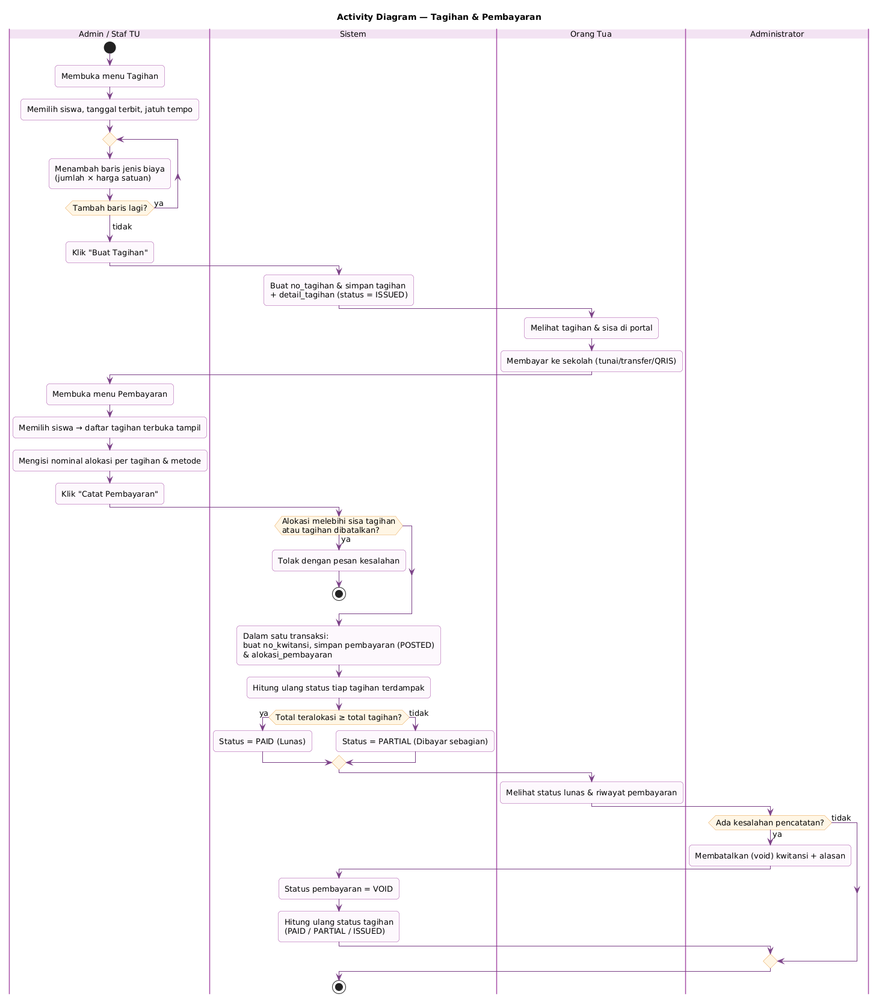 Activity Diagram — Tagihan & Pembayaran
Admin / Staf TU
Sistem
Orang Tua
Administrator
Membuka menu Tagihan
Memilih siswa, tanggal terbit, jatuh tempo
Menambah baris jenis biaya
(jumlah × harga satuan)
Tambah baris lagi?
ya
tidak
Klik "Buat Tagihan"
Buat no_tagihan & simpan tagihan
+ detail_tagihan (status = ISSUED)
Melihat tagihan & sisa di portal
Membayar ke sekolah (tunai/transfer/QRIS)
Membuka menu Pembayaran
Memilih siswa → daftar tagihan terbuka tampil
Mengisi nominal alokasi per tagihan & metode
Klik "Catat Pembayaran"
Alokasi melebihi sisa tagihan
atau tagihan dibatalkan?
ya
Tolak dengan pesan kesalahan
Dalam satu transaksi:
buat no_kwitansi, simpan pembayaran (POSTED)
& alokasi_pembayaran
Hitung ulang status tiap tagihan terdampak
ya
Total teralokasi ≥ total tagihan?
tidak
Status = PAID (Lunas)
Status = PARTIAL (Dibayar sebagian)
Melihat status lunas & riwayat pembayaran
Ada kesalahan pencatatan?
tidak
ya
Membatalkan (void) kwitansi + alasan
Status pembayaran = VOID
Hitung ulang status tagihan
(PAID / PARTIAL / ISSUED)